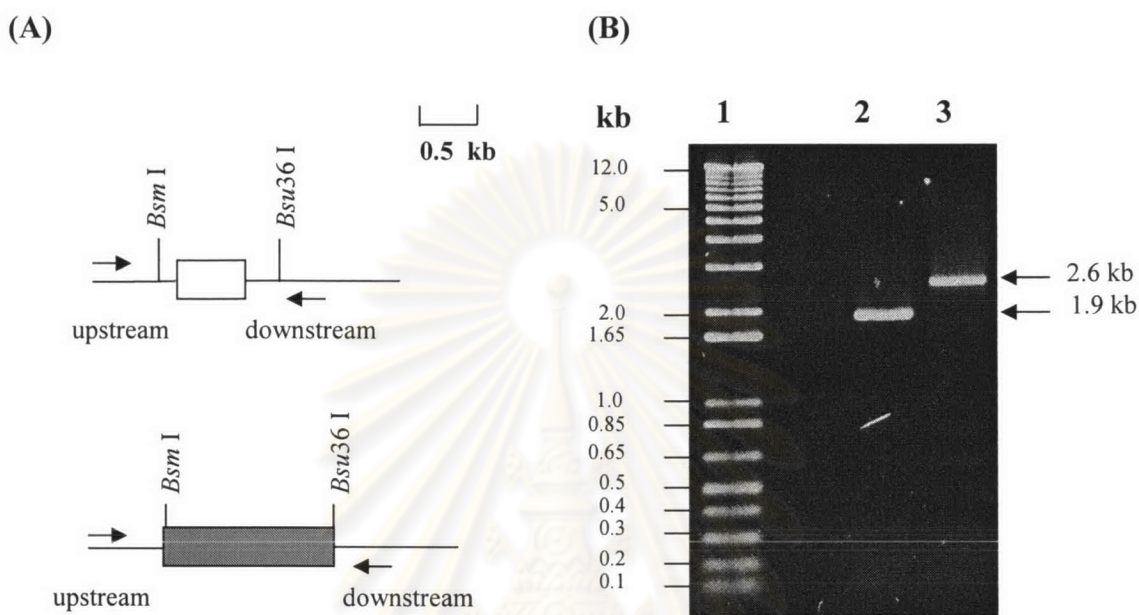 (A)
0.5 kb
Bsm I
Bsu36 I
upstream
downstream
Bsm I
Bsu36 I
upstream
downstream
(B)
kb 1 2 3
12.0
5.0
2.0
1.65
1.0
0.85
0.65
0.5
0.4
0.3
0.2
0.1
2.6 kb
1.9 kb